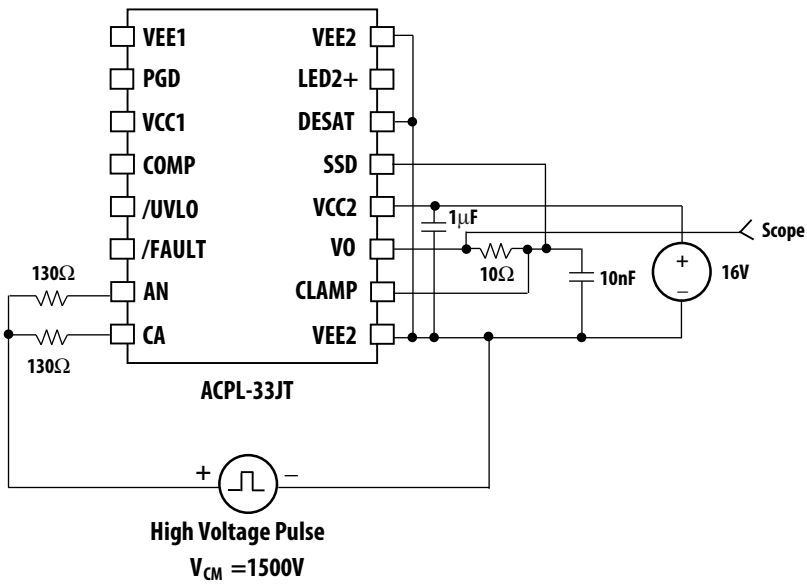 VEE1
VEE2
PGD
LED2+
VCC1
DESAT
COMP
SSD
/UVLO
VCC2
1μF
Scope
/FAULT
VO
10Ω
10nF
+
16V
−
130Ω
AN
CLAMP
CA
VEE2
130Ω
ACPL-33JT
+
−
High Voltage Pulse
V_CM =1500V